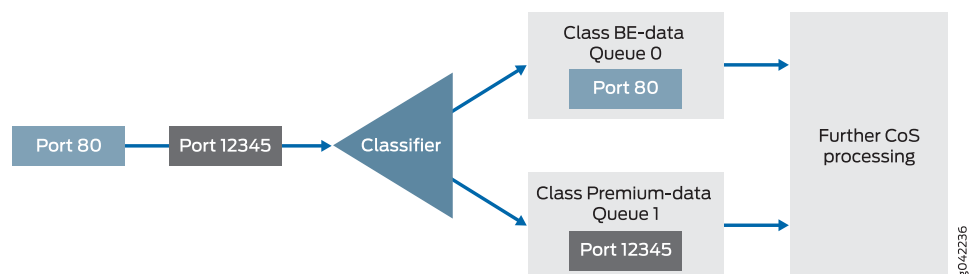 Port 80
Port 12345
Classifier
Class BE-data
Queue 0
Port 80
Class Premium-data
Queue 1
Port 12345
Further CoS
processing